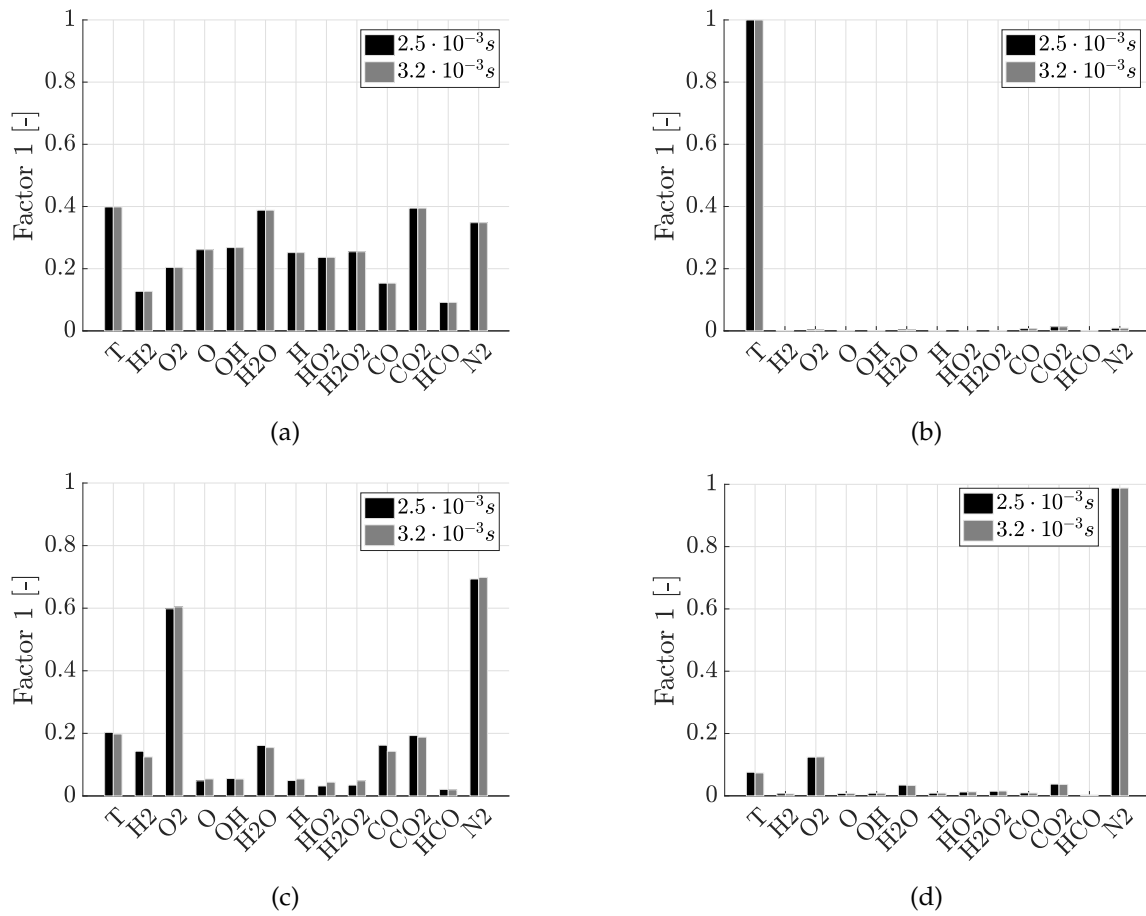 1
0.8
0.6
0.4
0.2
0
Factor 1 [-]
2.5 · 10⁻³s
3.2 · 10⁻³s
T H2 O2 O OH H2O H HO2 H2O2 CO CO2 HCO N2
(a)
1
0.8
0.6
0.4
0.2
0
Factor 1 [-]
2.5 · 10⁻³s
3.2 · 10⁻³s
T H2 O2 O OH H2O H HO2 H2O2 CO CO2 HCO N2
(b)
1
0.8
0.6
0.4
0.2
0
Factor 1 [-]
2.5 · 10⁻³s
3.2 · 10⁻³s
T H2 O2 O OH H2O H HO2 H2O2 CO CO2 HCO N2
(c)
1
0.8
0.6
0.4
0.2
0
Factor 1 [-]
2.5 · 10⁻³s
3.2 · 10⁻³s
T H2 O2 O OH H2O H HO2 H2O2 CO CO2 HCO N2
(d)